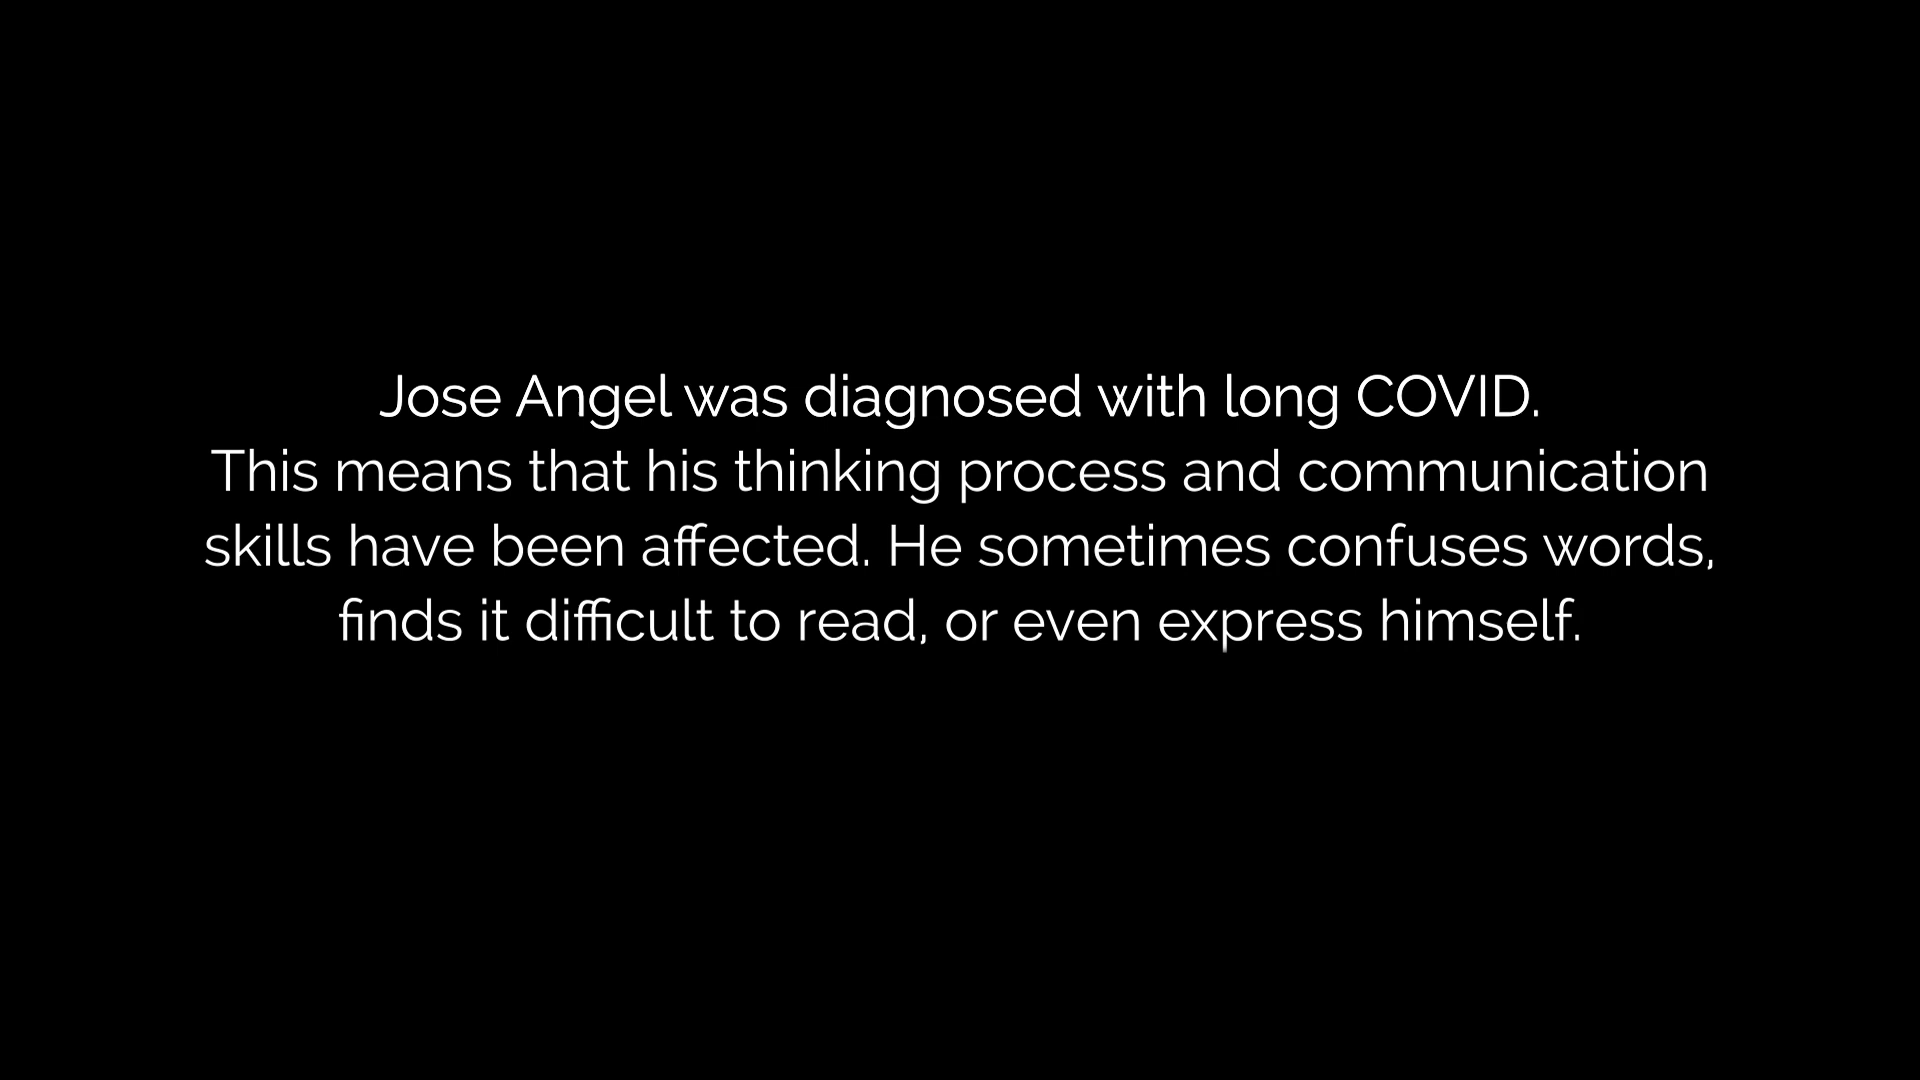 Jose Angel was diagnosed with long COVID.
This means that his thinking process and communication
skills have been affected. He sometimes confuses words,
finds it difficult to read, or even express himself.